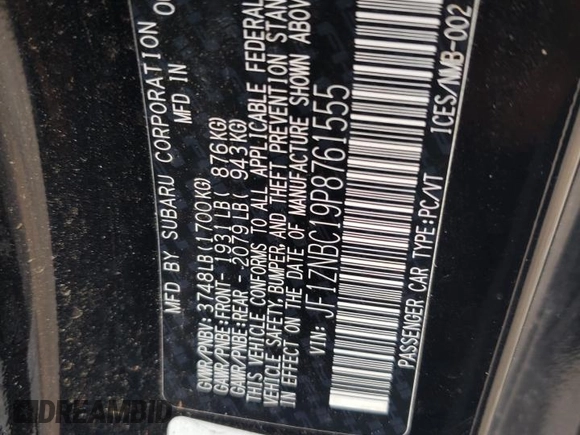 MFD BY SUBARU CORPORATION
MFD IN
GVWR/PNBV: 3748LB(1700KG)
GAWR/PNBE:FRONT- 1931LB( 876KG)
GAWR/PNBE:REAR - 2079LB( 943KG)
THIS VEHICLE CONFORMS TO ALL APPLICABLE FEDERAL
VEHICLE SAFETY, BUMPER, AND THEFT PREVENTION STAN
IN EFFECT ON THE DATE OF MANUFACTURE SHOWN ABOV
VIN: JF1ZNBC19P8761555
PASSENGER CAR TYPE:PC/VT
ICES/NMB-002
DREAMBID